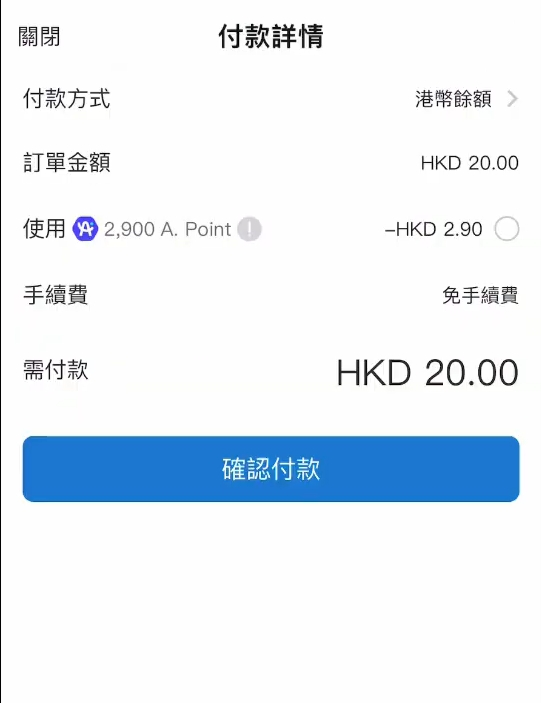 關閉 付款詳情
付款方式 港幣餘額
訂單金額 HKD 20.00
使用 2,900 A. Point -HKD 2.90
手續費 免手續費
需付款 HKD 20.00
確認付款